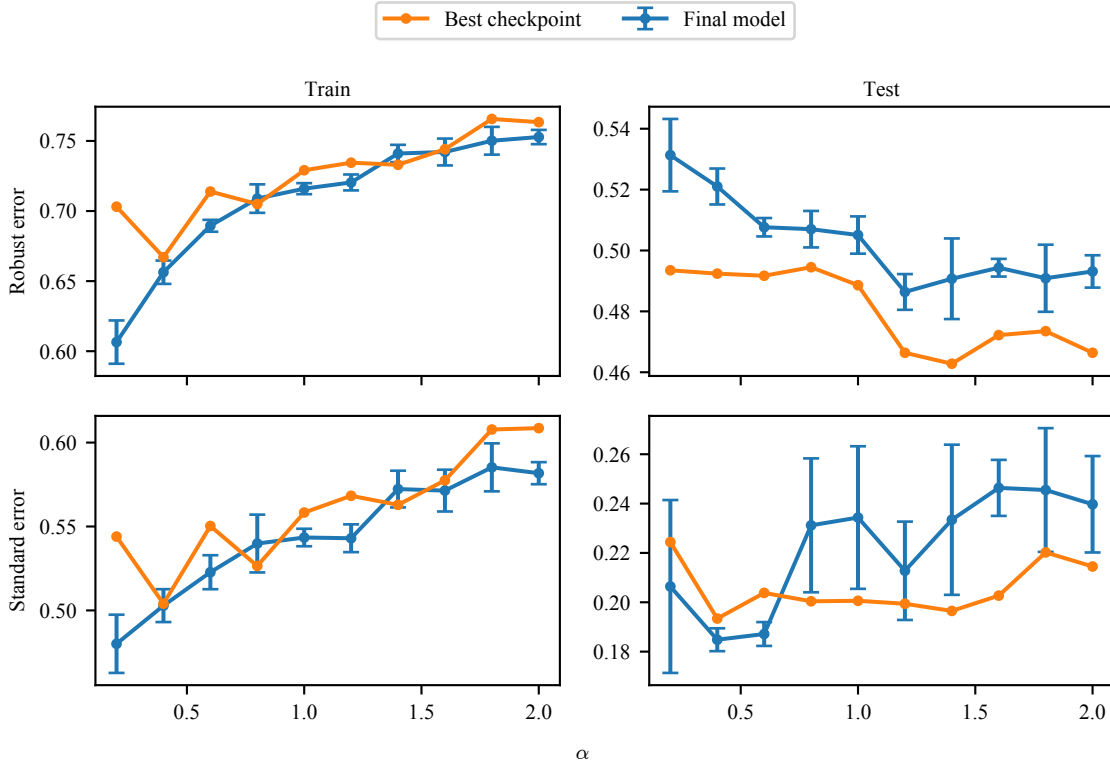 Best checkpoint Final model
Train
Test
Robust error
0.75
0.70
0.65
0.60
0.54
0.52
0.50
0.48
0.46
Standard error
0.60
0.55
0.50
0.26
0.24
0.22
0.20
0.18
0.5 1.0 1.5 2.0
0.5 1.0 1.5 2.0
α